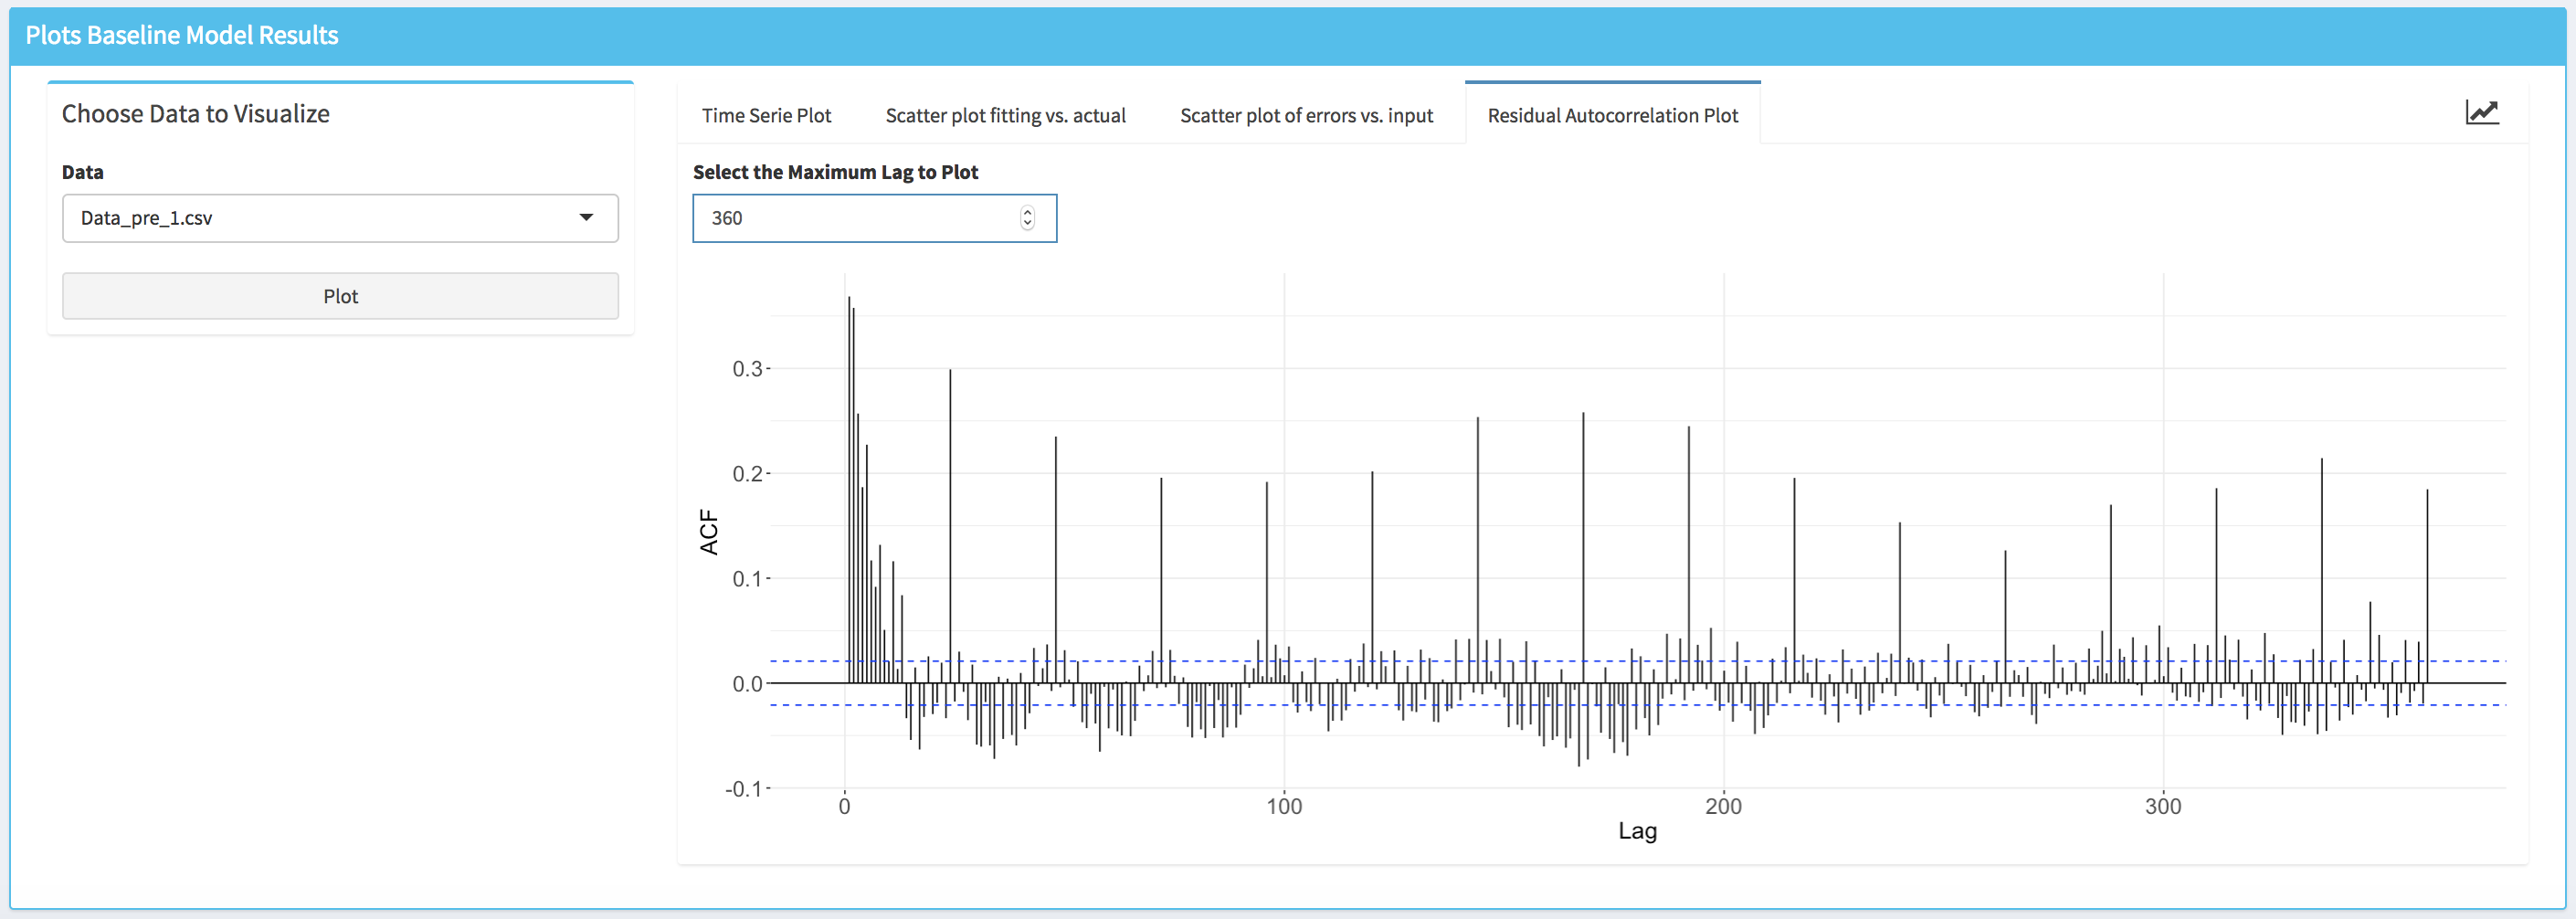 Plots Baseline Model Results
Choose Data to Visualize
Data
Data_pre_1.csv
Plot
Time Serie Plot
Scatter plot fitting vs. actual
Scatter plot of errors vs. input
Residual Autocorrelation Plot
Select the Maximum Lag to Plot
360
ACF
0.3
0.2
0.1
0.0
-0.1
0 100 200 300
Lag